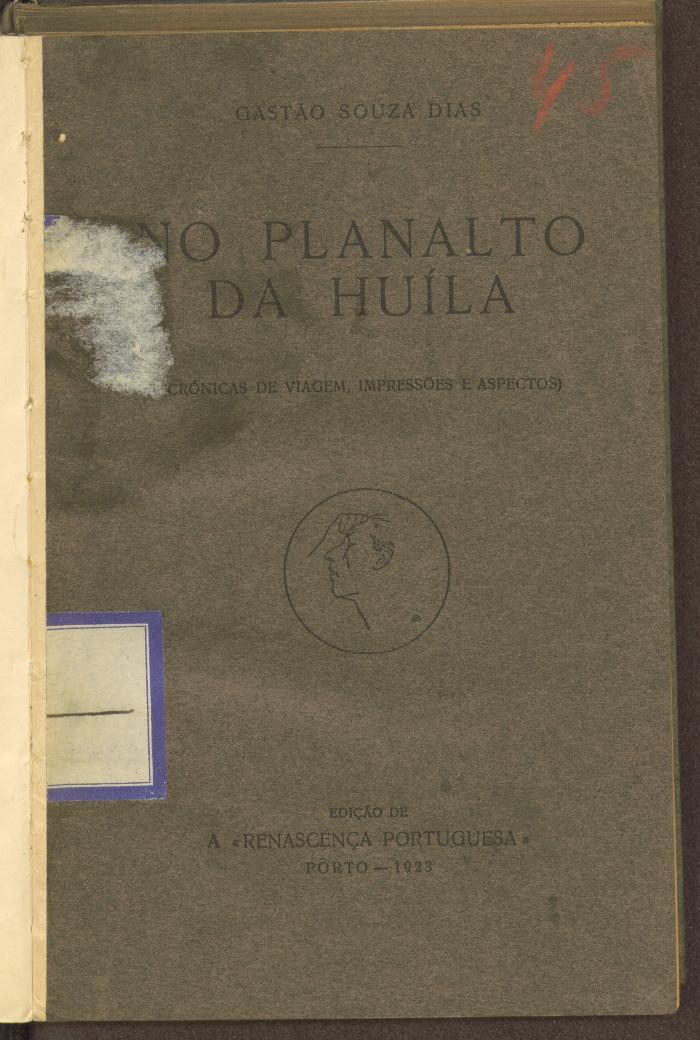 45
GASTÃO SOUZA DIAS
NO PLANALTO
DA HUÍLA
(CRÓNICAS DE VIAGEM, IMPRESSÕES E ASPECTOS)
EDIÇÃO DE
A «RENASCENÇA PORTUGUESA»
PÔRTO — 1923